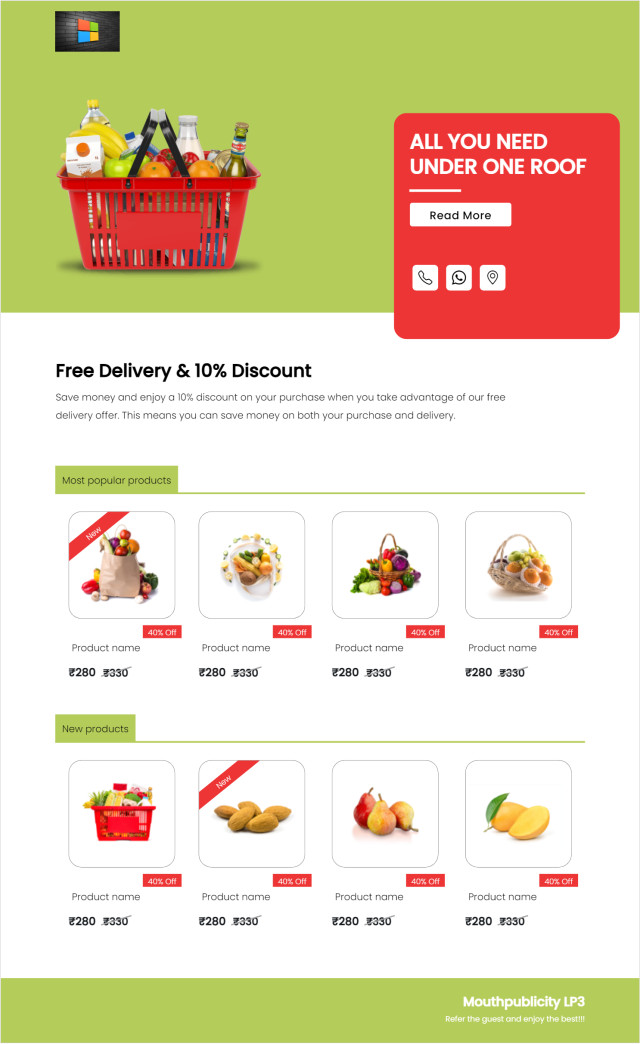 ALL YOU NEED
UNDER ONE ROOF
Read More
Free Delivery & 10% Discount
Save money and enjoy a 10% discount on your purchase when you take advantage of our free
delivery offer. This means you can save money on both your purchase and delivery.
Most popular products
New
40% Off 40% Off 40% Off 40% Off
Product name Product name Product name Product name
₹280 ₹330 ₹280 ₹330 ₹280 ₹330 ₹280 ₹330
New products
New
40% Off 40% Off 40% Off 40% Off
Product name Product name Product name Product name
₹280 ₹330 ₹280 ₹330 ₹280 ₹330 ₹280 ₹330
Mouthpublicity LP3
Refer the guest and enjoy the best!!!